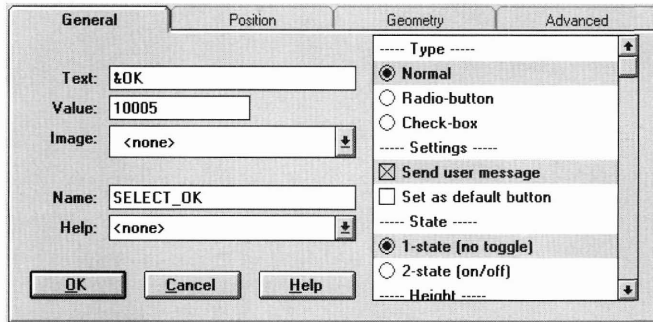 General Position Geometry Advanced
Text: &OK
Value: 10005
Image: <none>
Name: SELECT_OK
Help: <none>
OK Cancel Help
----- Type -----
Normal
Radio-button
Check-box
----- Settings -----
Send user message
Set as default button
----- State -----
1-state (no toggle)
2-state (on/off)
----- Height -----